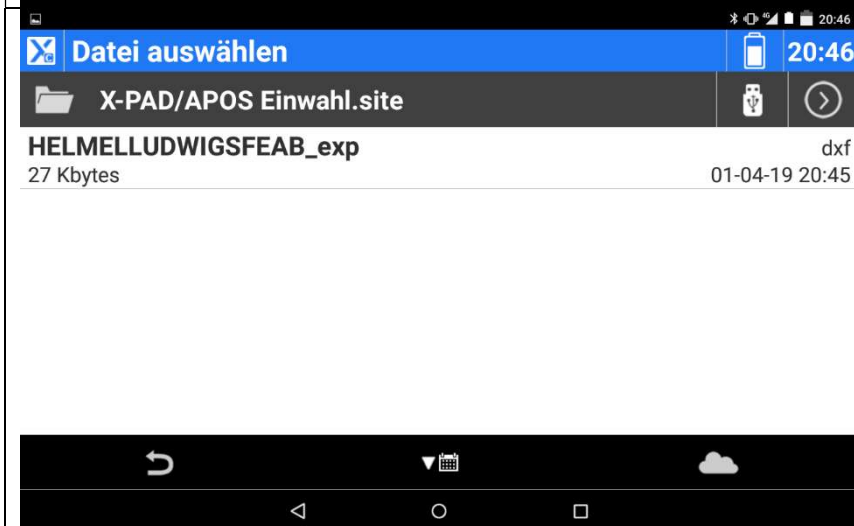 4G 20:46
Datei auswählen 20:46
X-PAD/APOS Einwahl.site
HELMELLUDWIGSFEAB_exp dxf
27 Kbytes 01-04-19 20:45